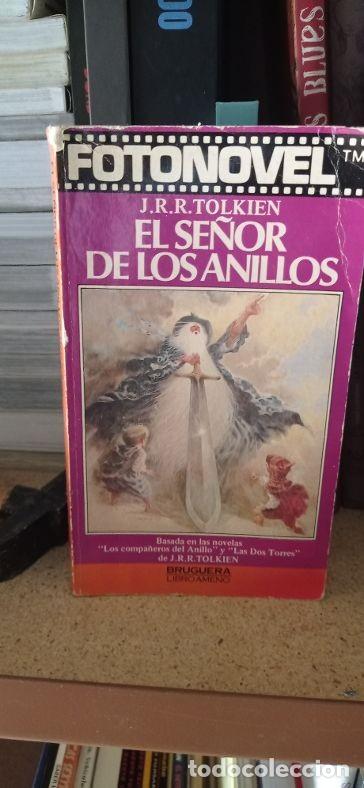 BLUES
FOTONOVEL™
J.R.R. TOLKIEN
EL SEÑOR
DE LOS ANILLOS
Basada en las novelas
"Los compañeros del Anillo" y "Las Dos Torres"
de J.R.R. TOLKIEN
BRUGUERA
LIBRO AMENO
todocoleccion